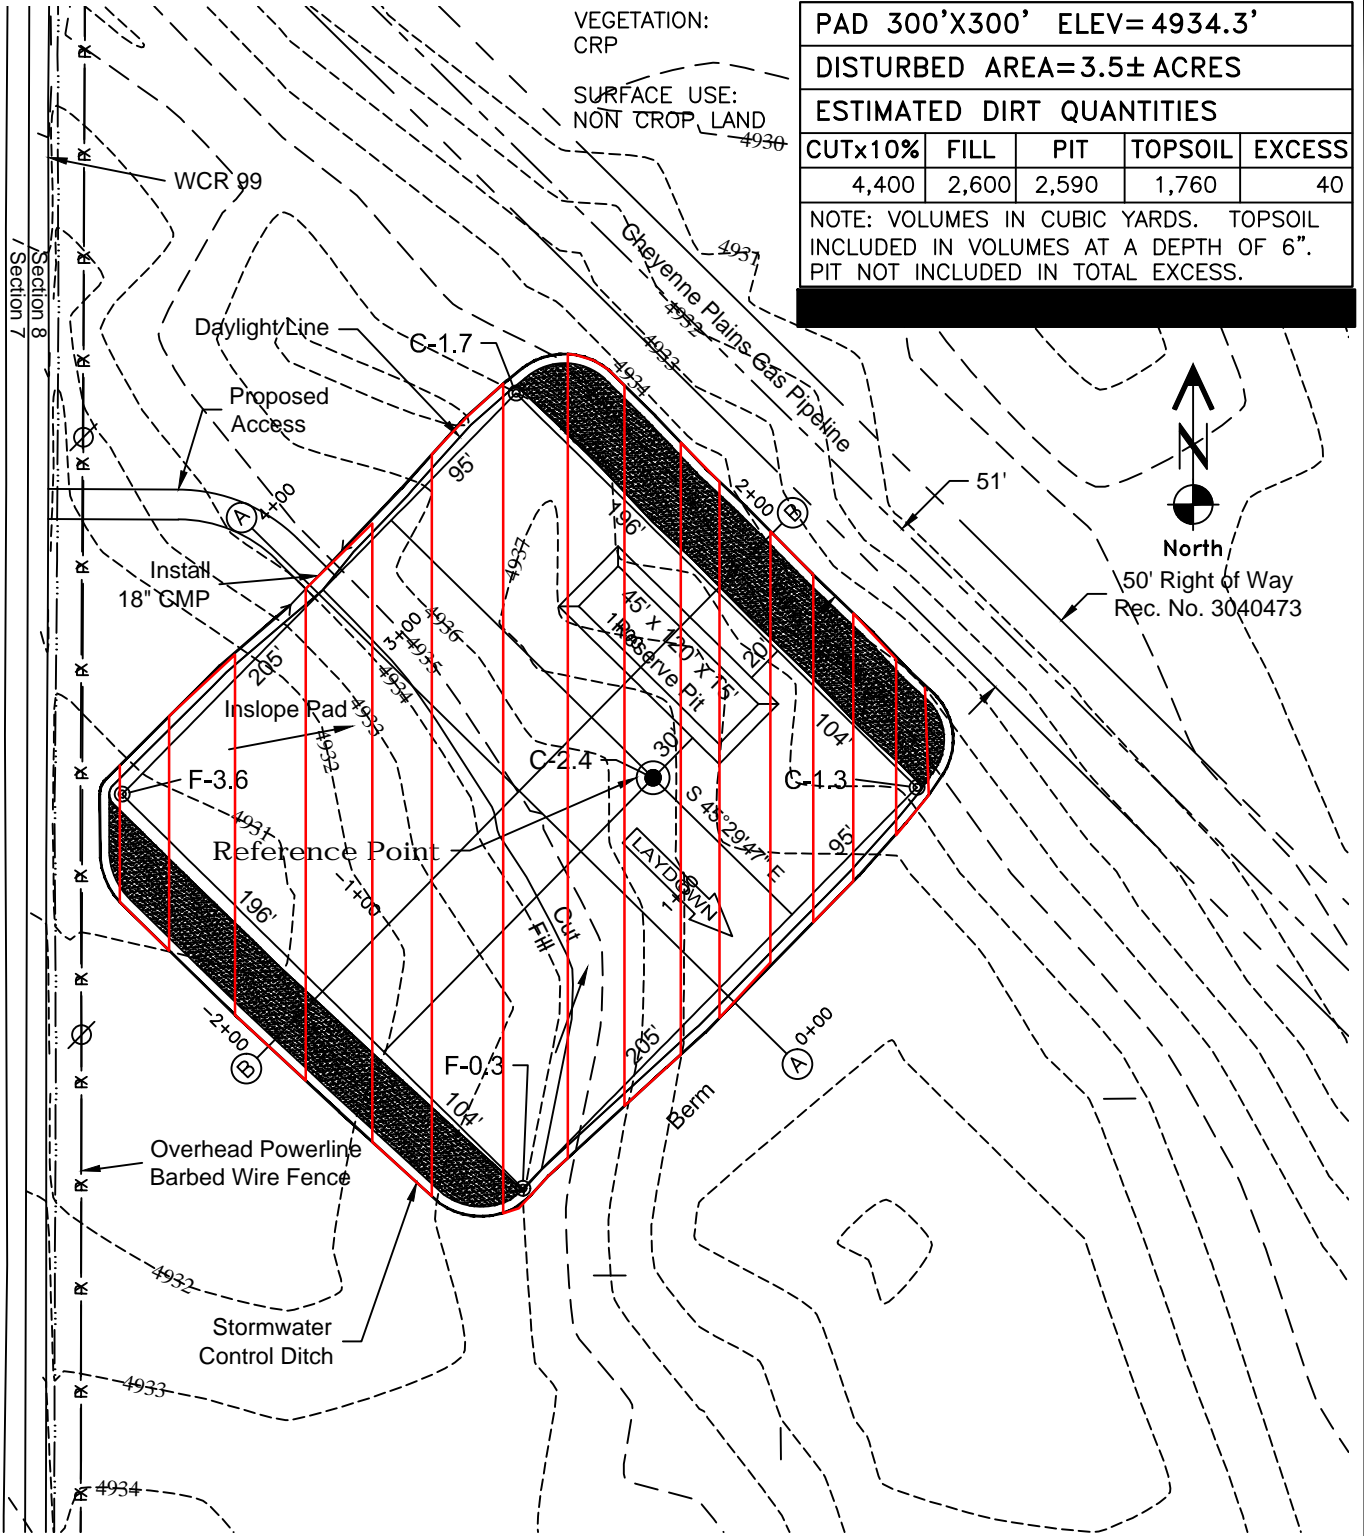 VEGETATION:
CRP
SURFACE USE:
NON CROP LAND
PAD 300'X300' ELEV=4934.3'
DISTURBED AREA=3.5± ACRES
ESTIMATED DIRT QUANTITIES
CUTx10% FILL PIT TOPSOIL EXCESS
4,400 2,600 2,590 1,760 40
NOTE: VOLUMES IN CUBIC YARDS. TOPSOIL
INCLUDED IN VOLUMES AT A DEPTH OF 6".
PIT NOT INCLUDED IN TOTAL EXCESS.
4930
WCR 99
Section 8
Section 7
4931
4932
4933
4934
Cheyenne Plains Gas Pipeline
Daylight Line
C-1.7
Proposed
Access
95'
51'
N
North
50' Right of Way
Rec. No. 3040473
A 4+00
2+00 B
196'
Install
18" CMP
4937
45' X 120' X 15'
Reserve Pit
20'
3+00
4936
4935
4934
4933
4932
4931
205'
Inslope Pad
104'
30'
C-2.4
C-1.3
F-3.6
S 45°29'47" E
95'
Reference Point
LAYDOWN
-1+00
196'
Cut
Fill
-2+00
B
F-0.3
205'
0+00
A
104'
Berm
Overhead Powerline
Barbed Wire Fence
4932
Stormwater
Control Ditch
4933
4934